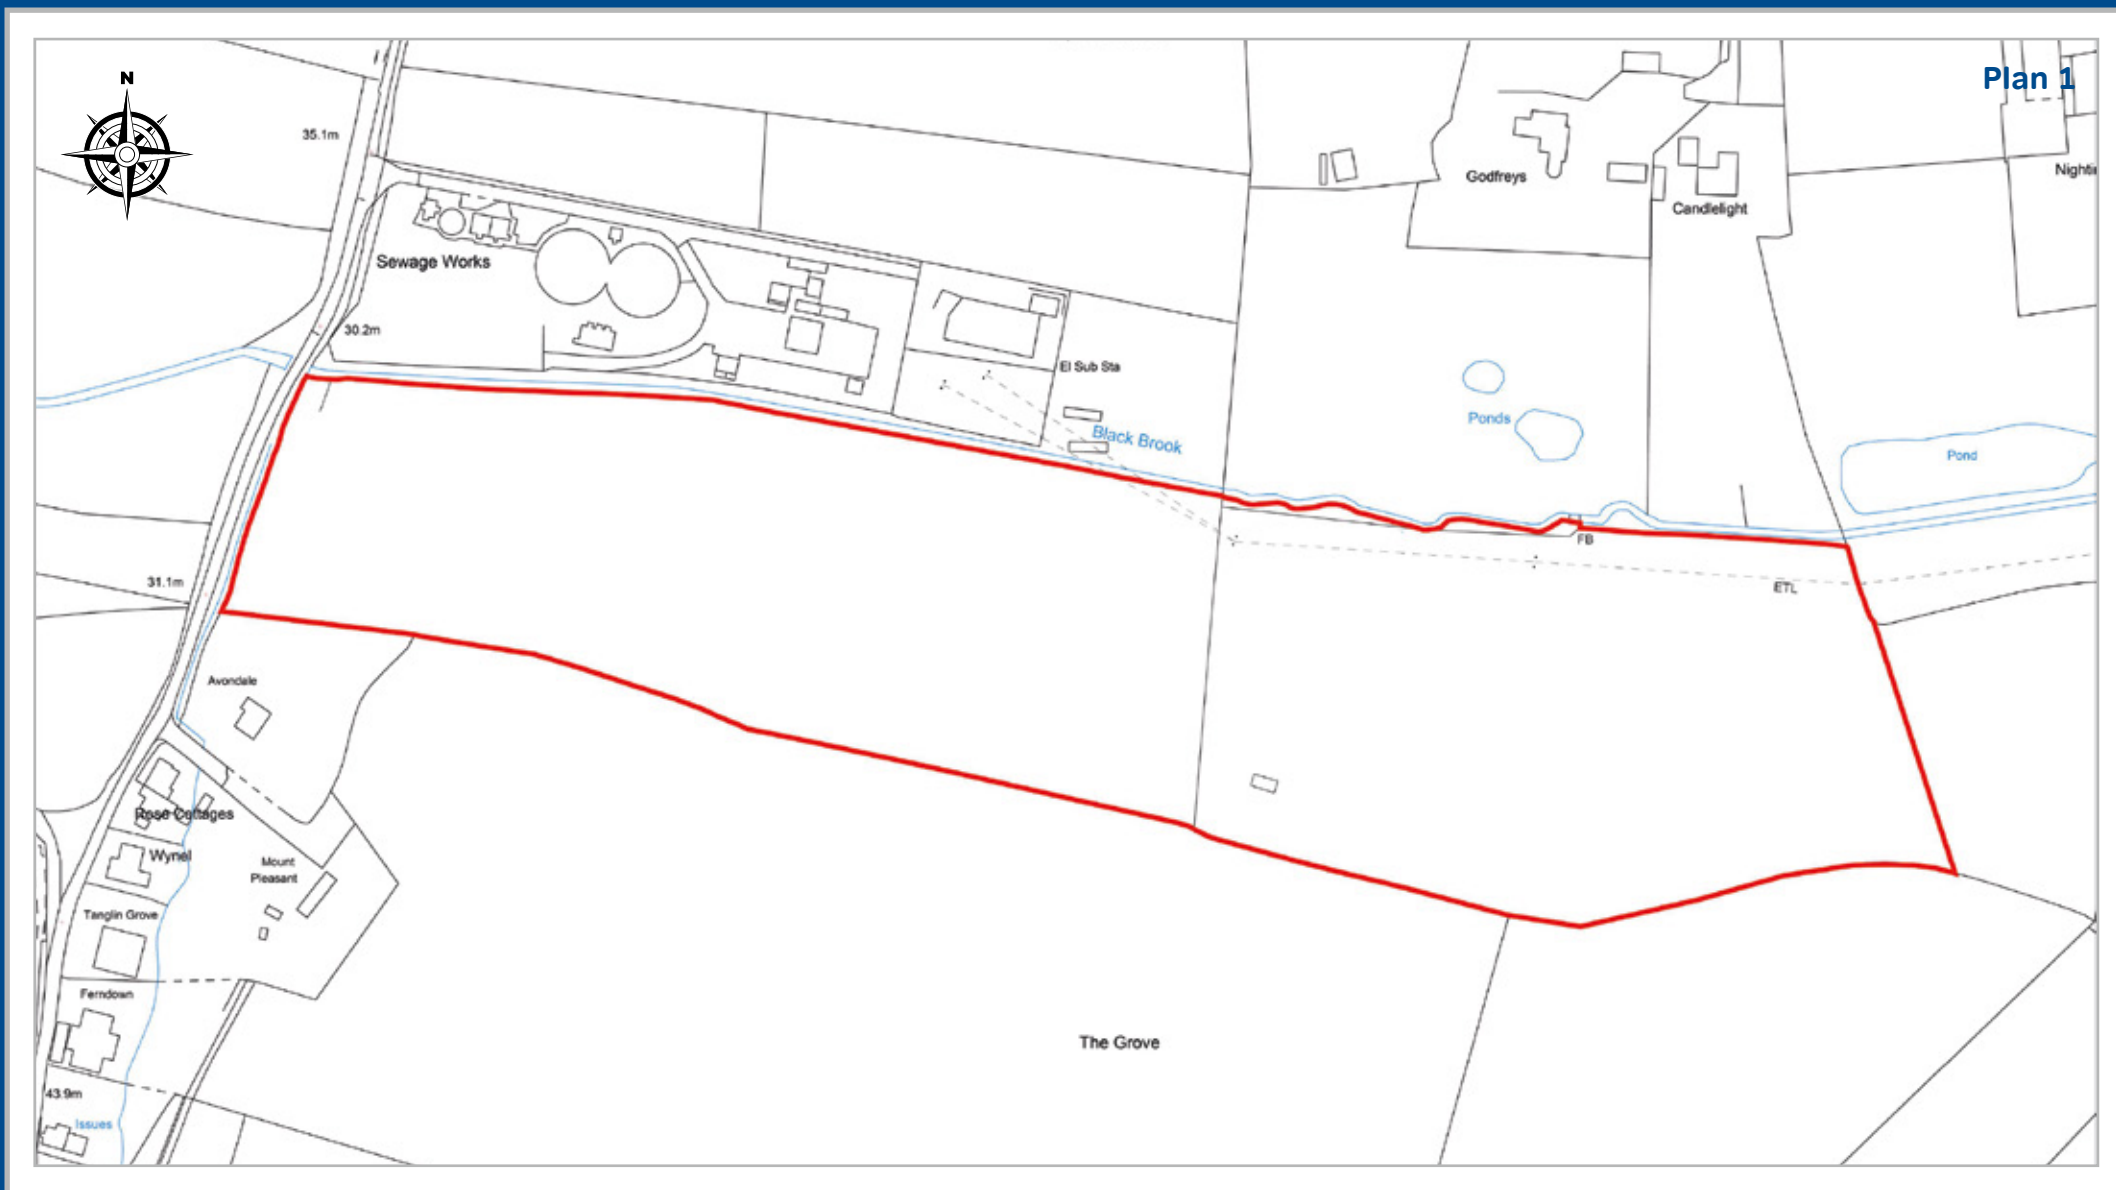 N
Plan 1
35.1m
Godfreys
Candlelight
Sewage Works
30.2m
El Sub Sta
Black Brook
Ponds
Pond
FB
ETL
31.1m
Avondale
Rose Cottages
Wynel
Mount
Pleasant
Tanglin Grove
Ferndown
The Grove
43.9m
Issues